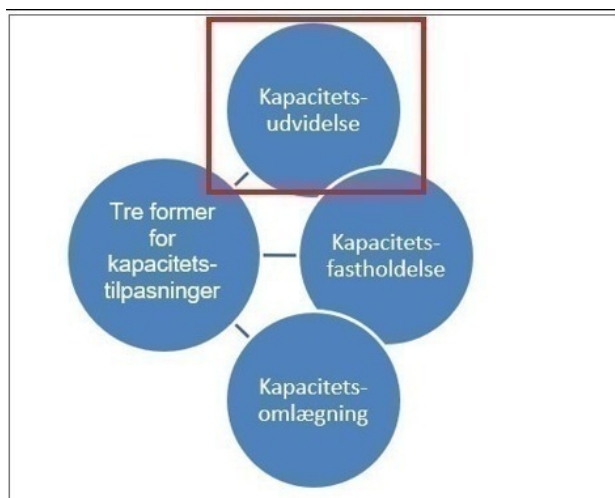 Kapacitets-
udvidelse
Tre former
for
kapacitets-
tilpasninger
Kapacitets-
fastholdelse
Kapacitets-
omlægning